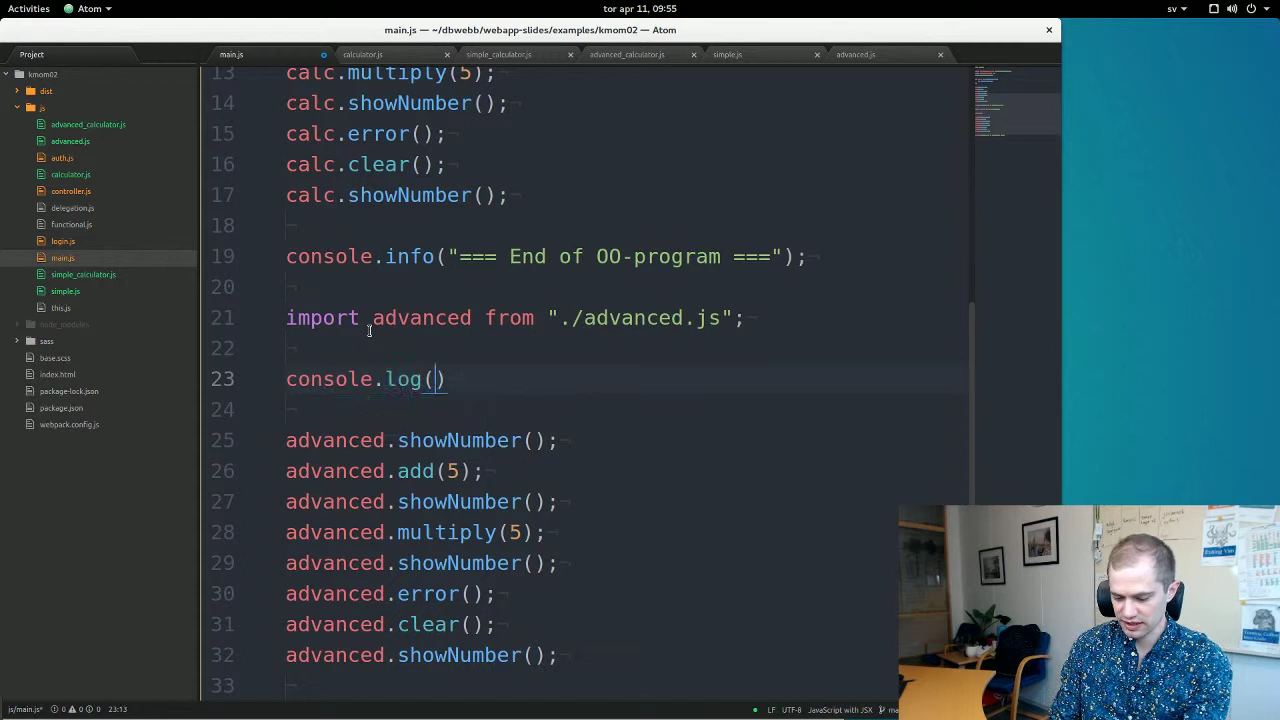 Activities Atom tor apr 11, 09:55 sv
main.js — ~/dbwebb/webapp-slides/examples/kmom02 — Atom
Project main.js calculator.js simple_calculator.js advanced_calculator.js simple.js advanced.js
kmom02
dist
js
advanced_calculator.js
advanced.js
auth.js
calculator.js
controller.js
delegation.js
functional.js
login.js
main.js
simple_calculator.js
simple.js
this.js
node_modules
sass
base.scss
index.html
package-lock.json
package.json
webpack.config.js
13 calc.multiply(5);
14 calc.showNumber();
15 calc.error();
16 calc.clear();
17 calc.showNumber();
18
19 console.info("=== End of OO-program ===");
20
21 import advanced from "./advanced.js";
22
23 console.log()
24
25 advanced.showNumber();
26 advanced.add(5);
27 advanced.showNumber();
28 advanced.multiply(5);
29 advanced.showNumber();
30 advanced.error();
31 advanced.clear();
32 advanced.showNumber();
33
js/main.js* 0 0 0 23:13 LF UTF-8 JavaScript with JSX